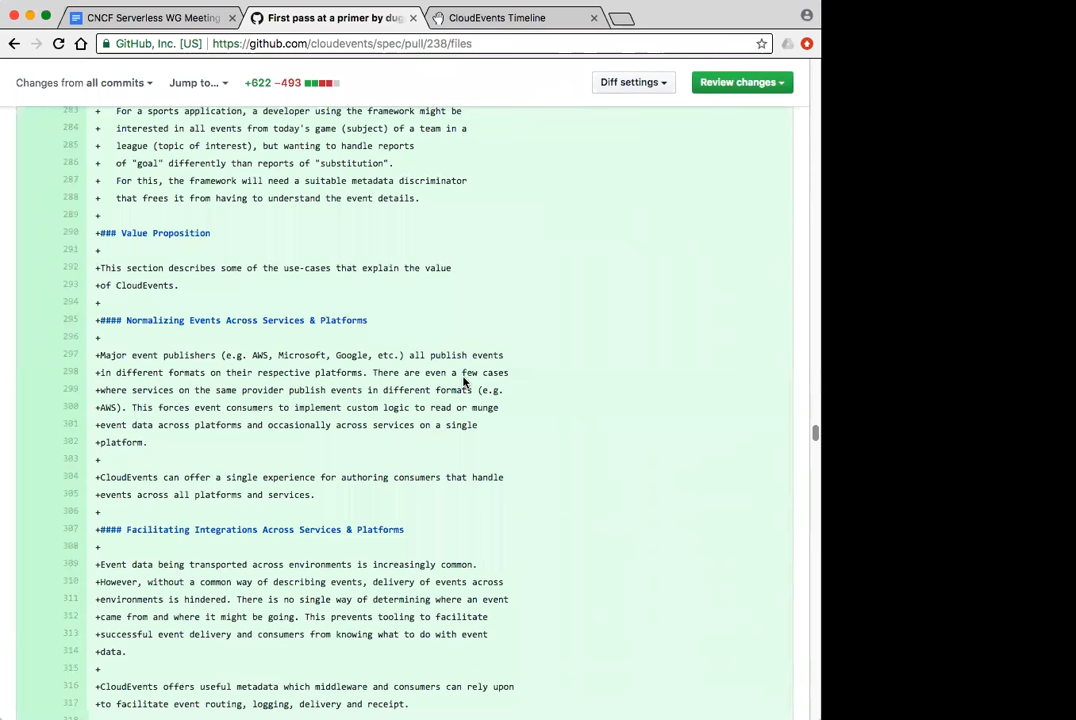 CNCF Serverless WG Meeting
First pass at a primer by dug
CloudEvents Timeline
GitHub, Inc. [US]
https://github.com/cloudevents/spec/pull/238/files
Changes from all commits
Jump to...
+622 −493
Diff settings
Review changes
283 + For a sports application, a developer using the framework might be
284 + interested in all events from today's game (subject) of a team in a
285 + league (topic of interest), but wanting to handle reports
286 + of "goal" differently than reports of "substitution".
287 + For this, the framework will need a suitable metadata discriminator
288 + that frees it from having to understand the event details.
289 +
290 +### Value Proposition
291 +
292 +This section describes some of the use-cases that explain the value
293 +of CloudEvents.
294 +
295 +#### Normalizing Events Across Services & Platforms
296 +
297 +Major event publishers (e.g. AWS, Microsoft, Google, etc.) all publish events
298 +in different formats on their respective platforms. There are even a few cases
299 +where services on the same provider publish events in different formats (e.g.
300 +AWS). This forces event consumers to implement custom logic to read or munge
301 +event data across platforms and occasionally across services on a single
302 +platform.
303 +
304 +CloudEvents can offer a single experience for authoring consumers that handle
305 +events across all platforms and services.
306 +
307 +#### Facilitating Integrations Across Services & Platforms
308 +
309 +Event data being transported across environments is increasingly common.
310 +However, without a common way of describing events, delivery of events across
311 +environments is hindered. There is no single way of determining where an event
312 +came from and where it might be going. This prevents tooling to facilitate
313 +successful event delivery and consumers from knowing what to do with event
314 +data.
315 +
316 +CloudEvents offers useful metadata which middleware and consumers can rely upon
317 +to facilitate event routing, logging, delivery and receipt.